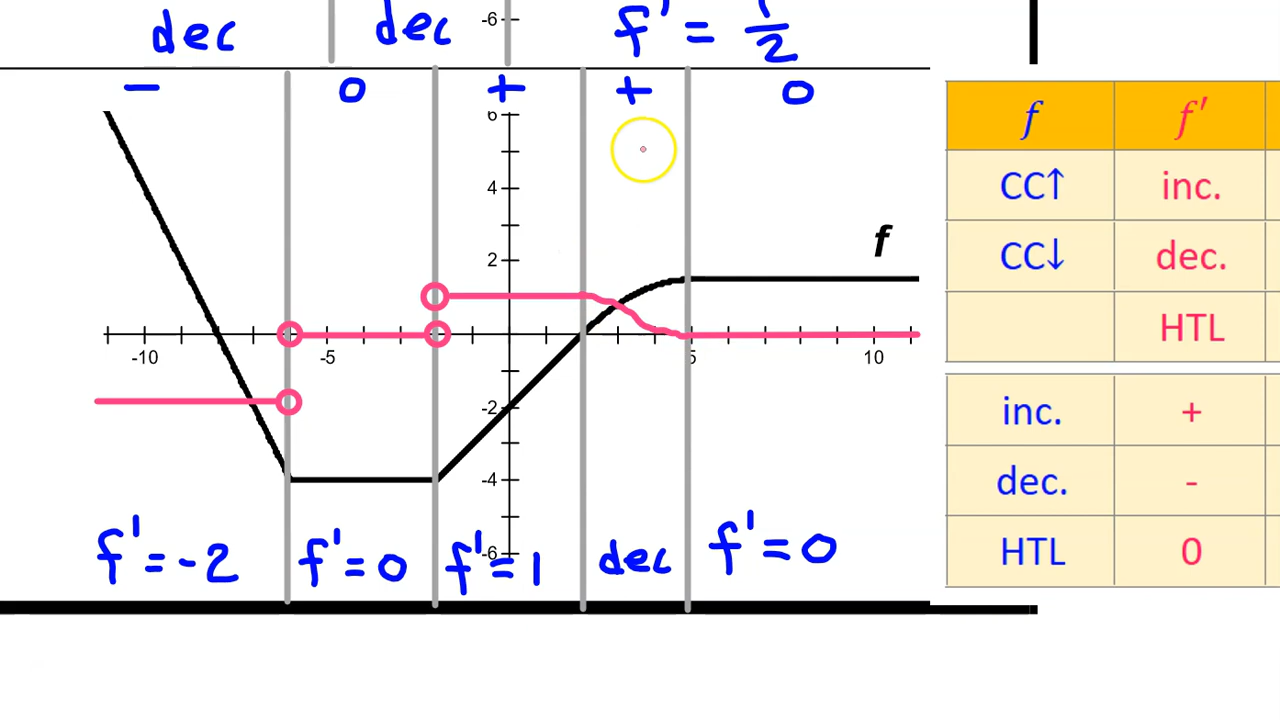 dec dec f' = 1/2
-6
- 0 + + 0
6
4
2
-10 -5 5 10
-2
-4
-6
f
f'=-2 f'=0 f'=1 dec f'=0
f f'
CC↑ inc.
CC↓ dec.
HTL
inc. +
dec. -
HTL 0